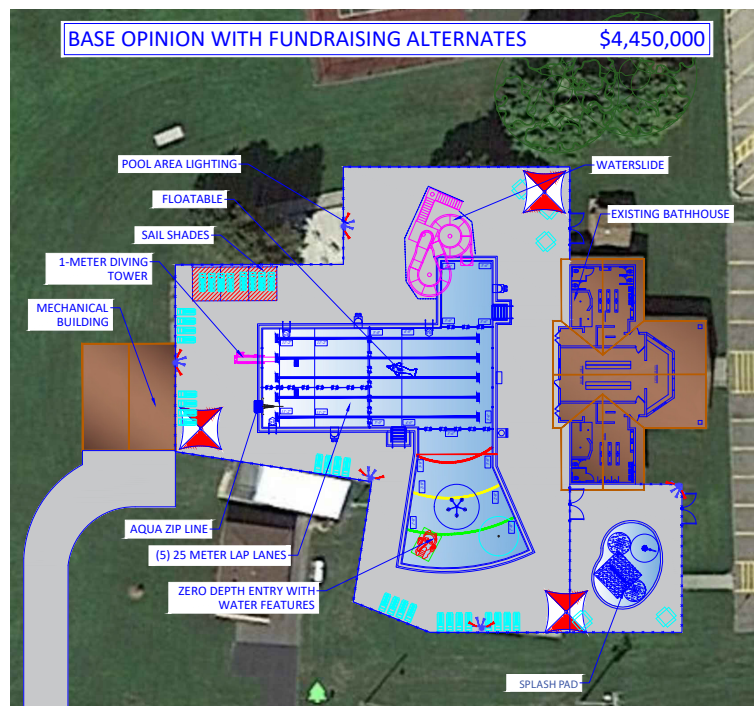 BASE OPINION WITH FUNDRAISING ALTERNATES $4,450,000
POOL AREA LIGHTING
WATERSLIDE
FLOATABLE
EXISTING BATHHOUSE
SAIL SHADES
1-METER DIVING
TOWER
MECHANICAL
BUILDING
AQUA ZIP LINE
(5) 25 METER LAP LANES
ZERO DEPTH ENTRY WITH
WATER FEATURES
SPLASH PAD